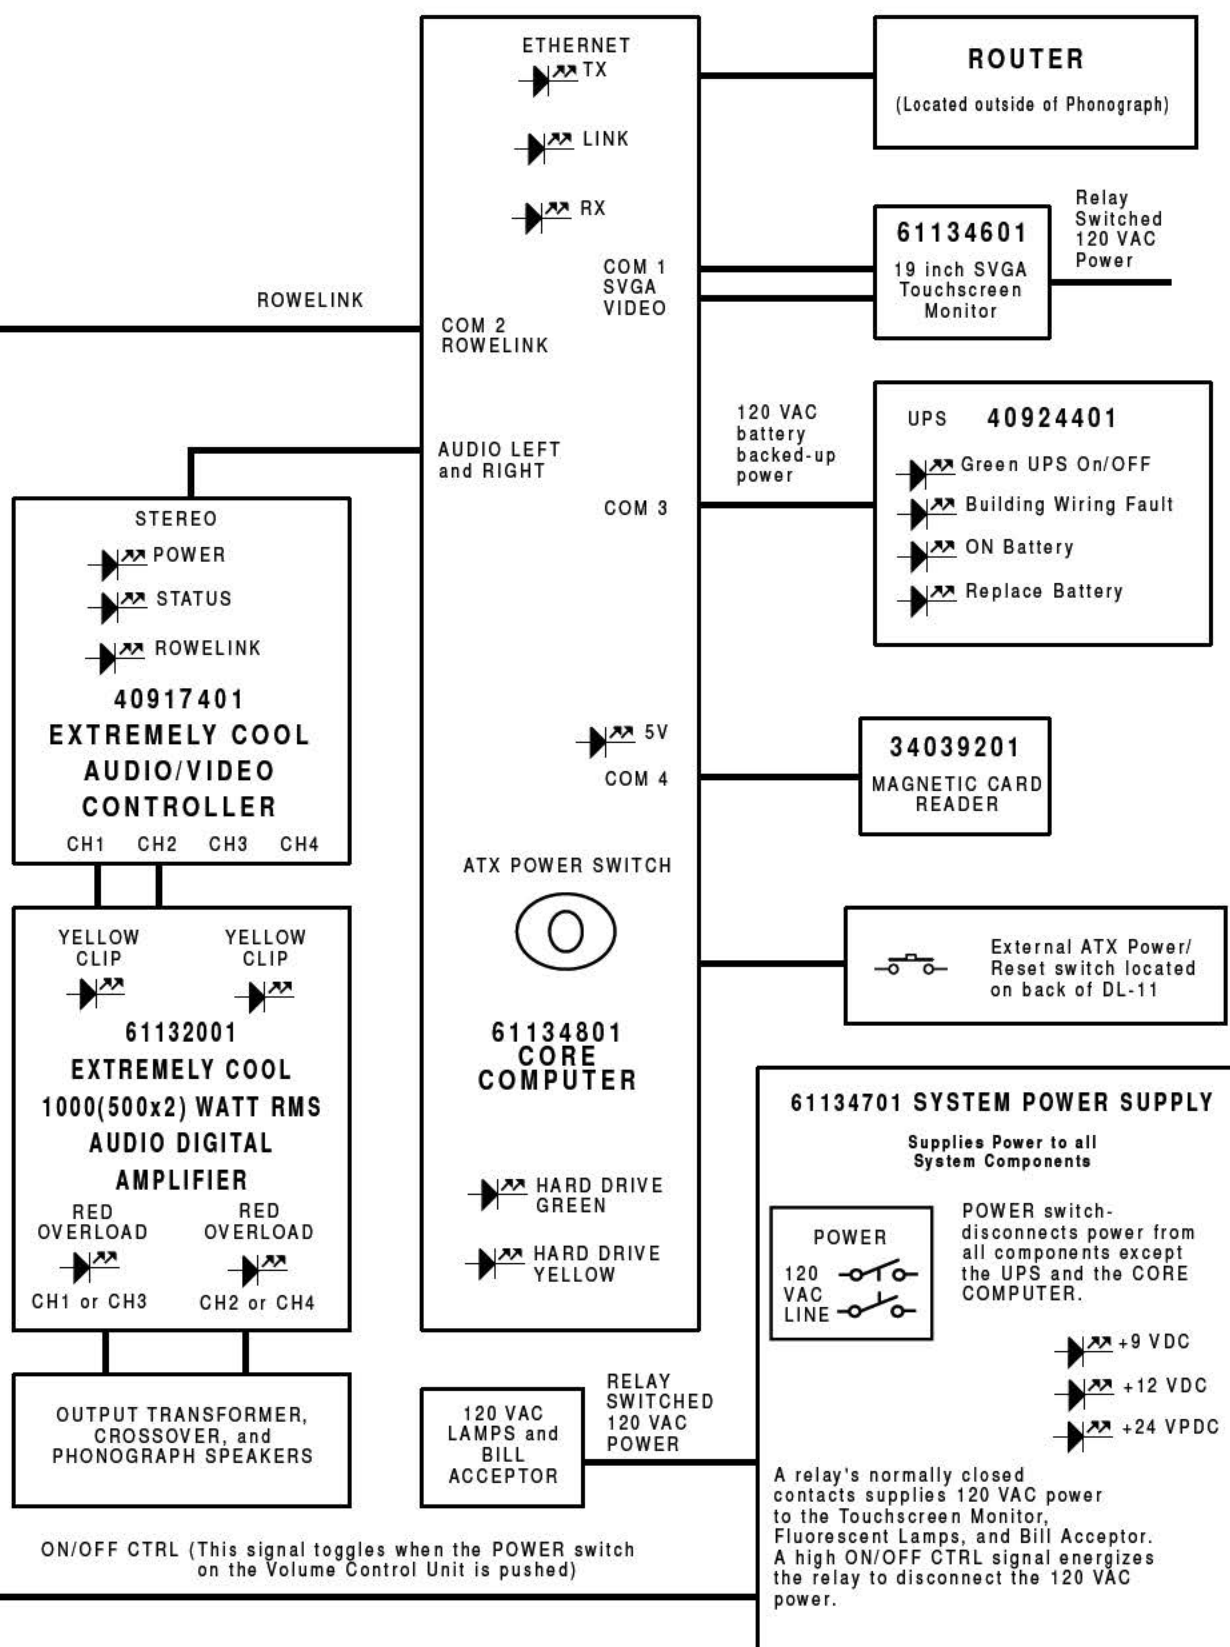 ETHERNET
TX
LINK
RX
COM 1
SVGA
VIDEO
ROUTER
(Located outside of Phonograph)
61134601
19 inch SVGA
Touchscreen
Monitor
Relay
Switched
120 VAC
Power
ROWELINK
COM 2
ROWELINK
AUDIO LEFT
and RIGHT
COM 3
120 VAC
battery
backed-up
power
UPS 40924401
Green UPS On/OFF
Building Wiring Fault
ON Battery
Replace Battery
STEREO
POWER
STATUS
ROWELINK
40917401
EXTREMELY COOL
AUDIO/VIDEO
CONTROLLER
CH1 CH2 CH3 CH4
5V
COM 4
34039201
MAGNETIC CARD
READER
ATX POWER SWITCH
External ATX Power/
Reset switch located
on back of DL-11
61134801
CORE
COMPUTER
YELLOW
CLIP
YELLOW
CLIP
61132001
EXTREMELY COOL
1000(500x2) WATT RMS
AUDIO DIGITAL
AMPLIFIER
RED
OVERLOAD
RED
OVERLOAD
CH1 or CH3
CH2 or CH4
HARD DRIVE
GREEN
HARD DRIVE
YELLOW
61134701 SYSTEM POWER SUPPLY
Supplies Power to all
System Components
POWER
120
VAC
LINE
POWER switch-
disconnects power from
all components except
the UPS and the CORE
COMPUTER.
+9 VDC
+12 VDC
+24 VPDC
OUTPUT TRANSFORMER,
CROSSOVER, and
PHONOGRAPH SPEAKERS
120 VAC
LAMPS and
BILL
ACCEPTOR
RELAY
SWITCHED
120 VAC
POWER
A relay's normally closed
contacts supplies 120 VAC power
to the Touchscreen Monitor,
Fluorescent Lamps, and Bill Acceptor.
A high ON/OFF CTRL signal energizes
the relay to disconnect the 120 VAC
power.
ON/OFF CTRL (This signal toggles when the POWER switch
on the Volume Control Unit is pushed)